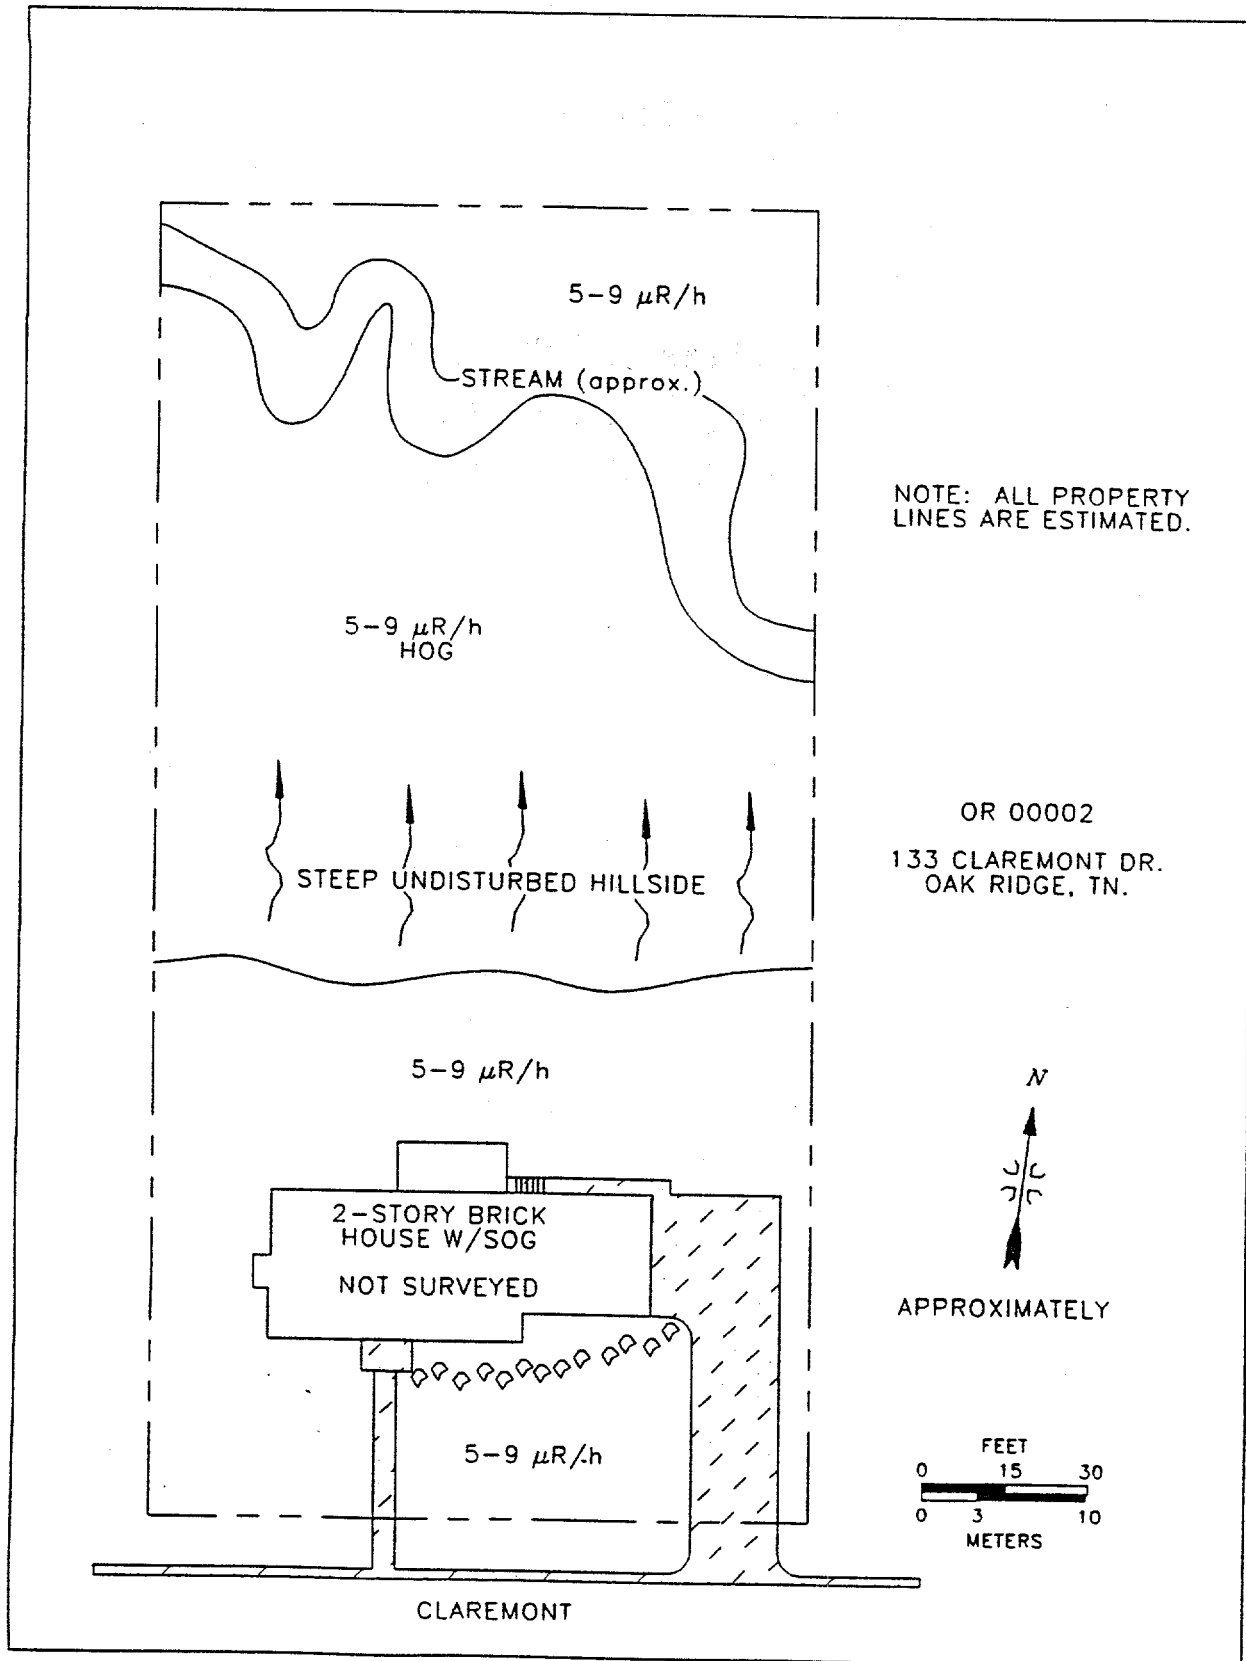 5-9 μR/h
STREAM (approx.)
NOTE: ALL PROPERTY
LINES ARE ESTIMATED.
5-9 μR/h
HOG
OR 00002
133 CLAREMONT DR.
OAK RIDGE, TN.
STEEP UNDISTURBED HILLSIDE
5-9 μR/h
N
2-STORY BRICK
HOUSE W/SOG
NOT SURVEYED
APPROXIMATELY
5-9 μR/h
FEET
0 15 30
0 3 10
METERS
CLAREMONT